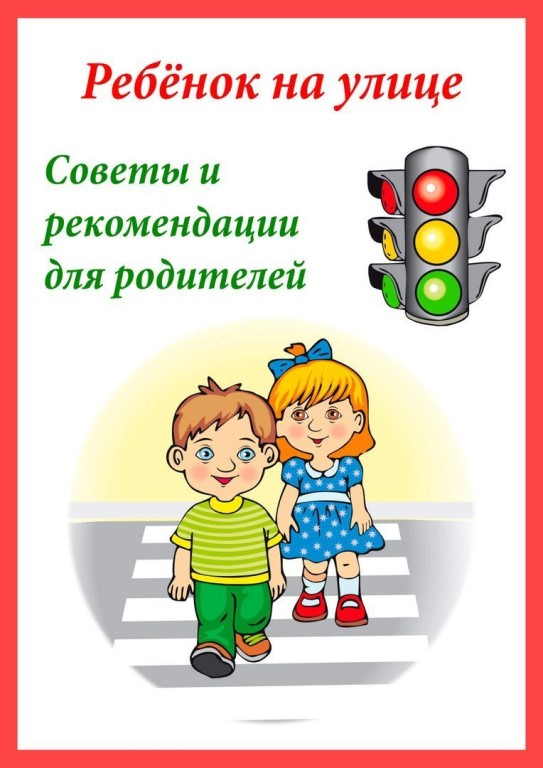 Ребёнок на улице
Советы и
рекомендации
для родителей